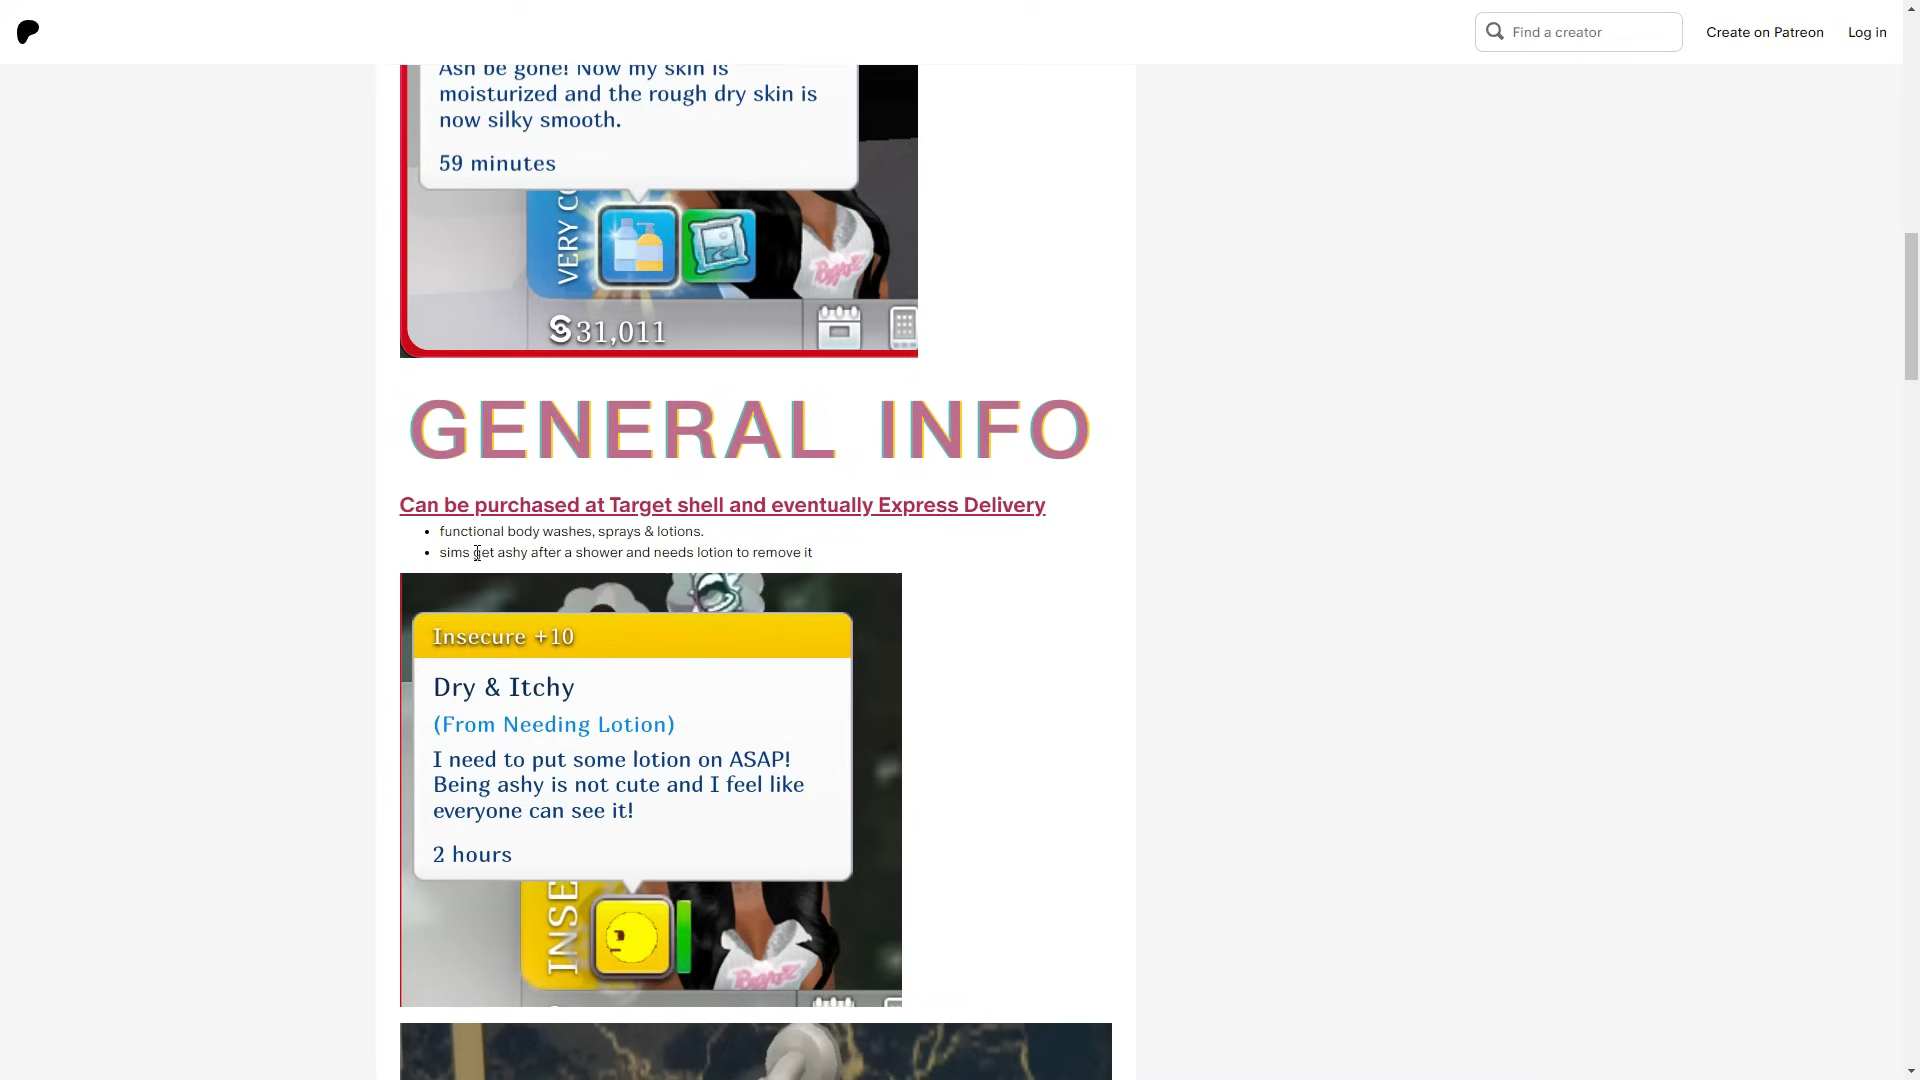 Find a creator
Create on Patreon
Log in
Ash be gone! Now my skin is
moisturized and the rough dry skin is
now silky smooth.
59 minutes
VERY CO
31,011
GENERAL INFO
Can be purchased at Target shell and eventually Express Delivery
functional body washes, sprays & lotions.
sims get ashy after a shower and needs lotion to remove it
Insecure +10
Dry & Itchy
(From Needing Lotion)
I need to put some lotion on ASAP!
Being ashy is not cute and I feel like
everyone can see it!
2 hours
INSE